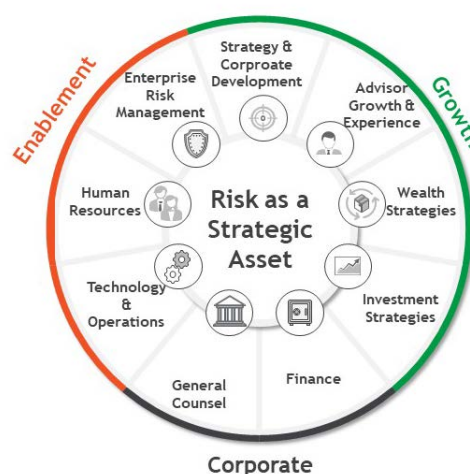 Enablement
Growth
Corporate
Strategy &
Corproate
Development
Advisor
Growth &
Experience
Wealth
Strategies
Investment
Strategies
Finance
General
Counsel
Technology
&
Operations
Human
Resources
Enterprise
Risk
Management
Risk as a
Strategic
Asset